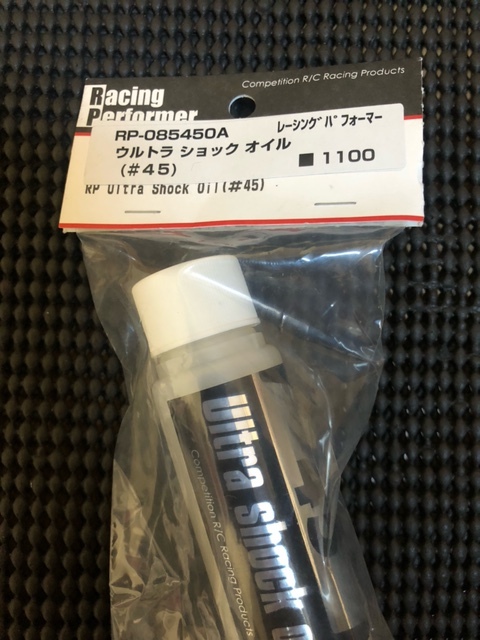 Competition R/C Racing Products
Racing
Performer
レーシングパフォーマー
RP-085450A
ウルトラ ショック オイル
(#45)
■1100
RP Ultra Shock Oil(#45)
Ultra shock
Competition R/C Racing Products